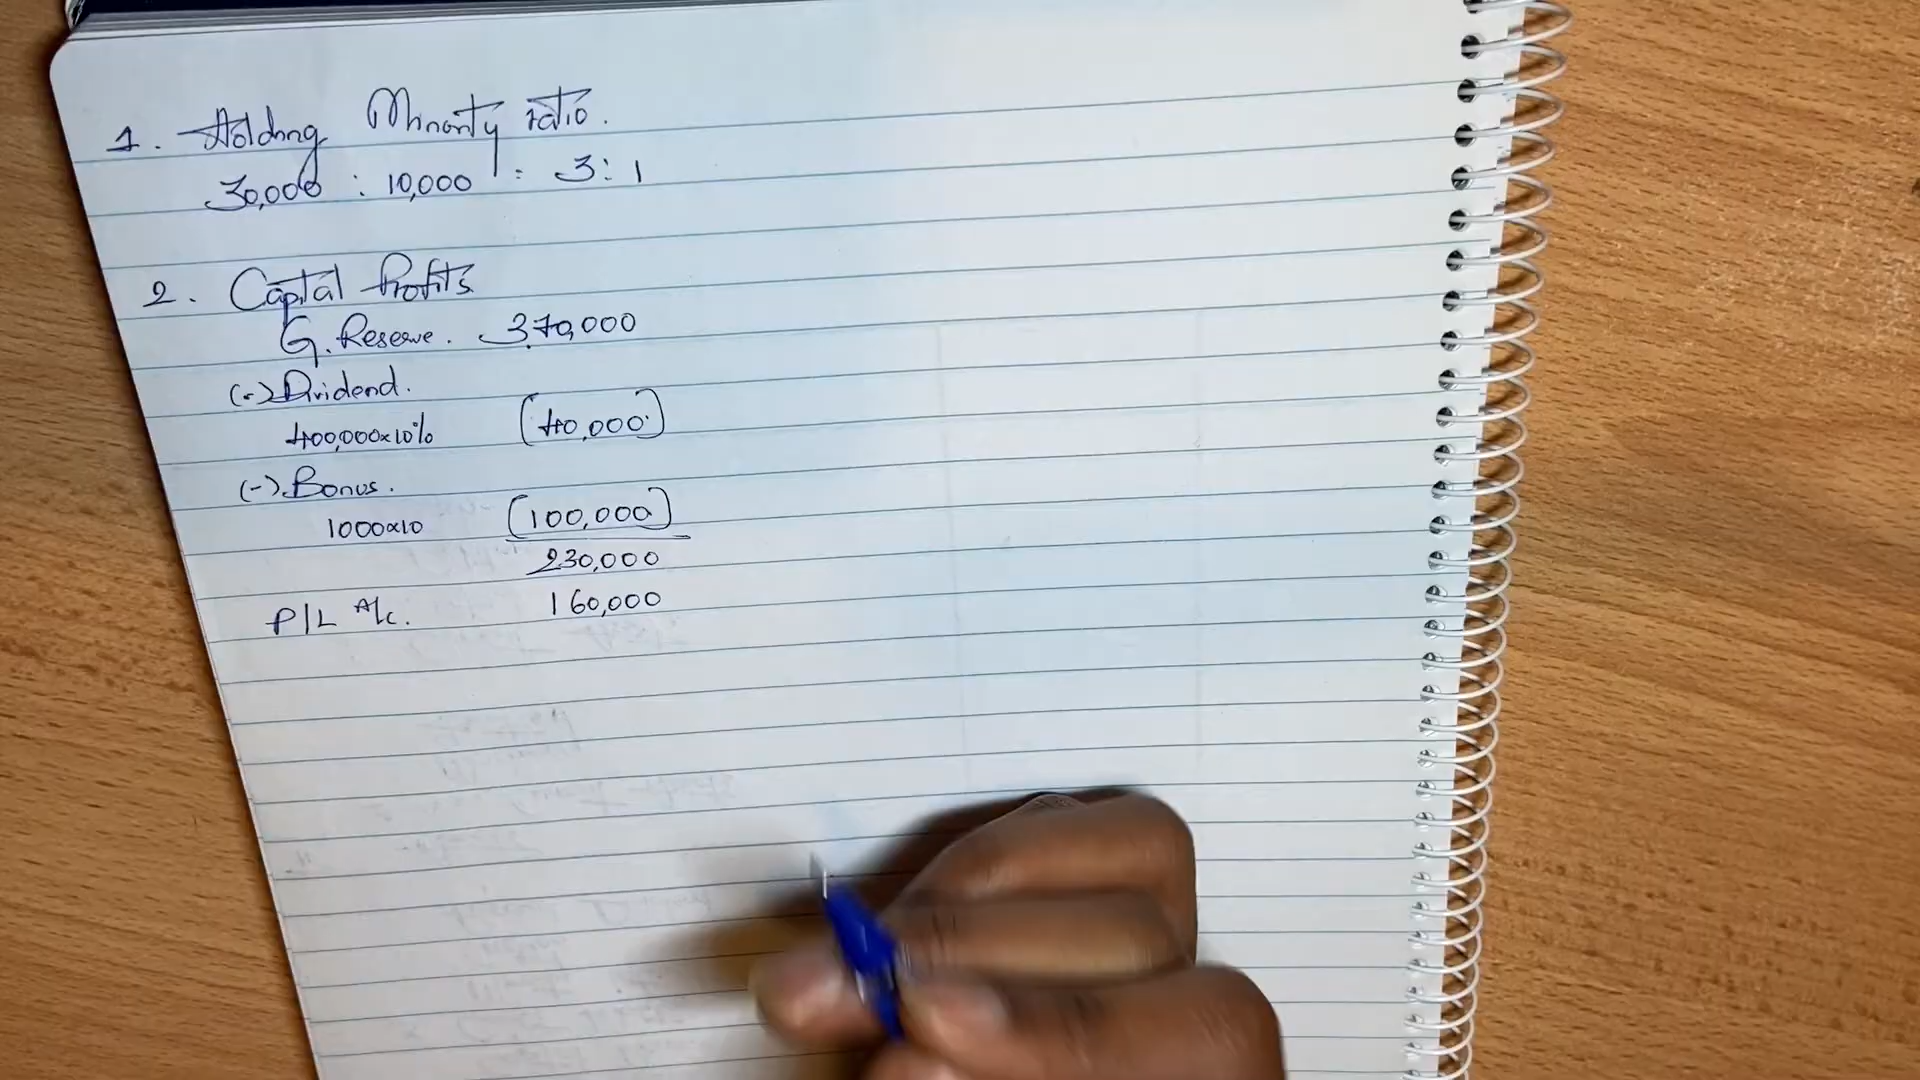 1. Holding Minority ratio.
30,000 : 10,000 = 3:1
2. Capital Profits
G. Reserve. 370,000
(-) Dividend.
400,000x10% [40,000]
(-) Bonus.
1000x10 [100,000]
230,000
P/L A/c. 160,000